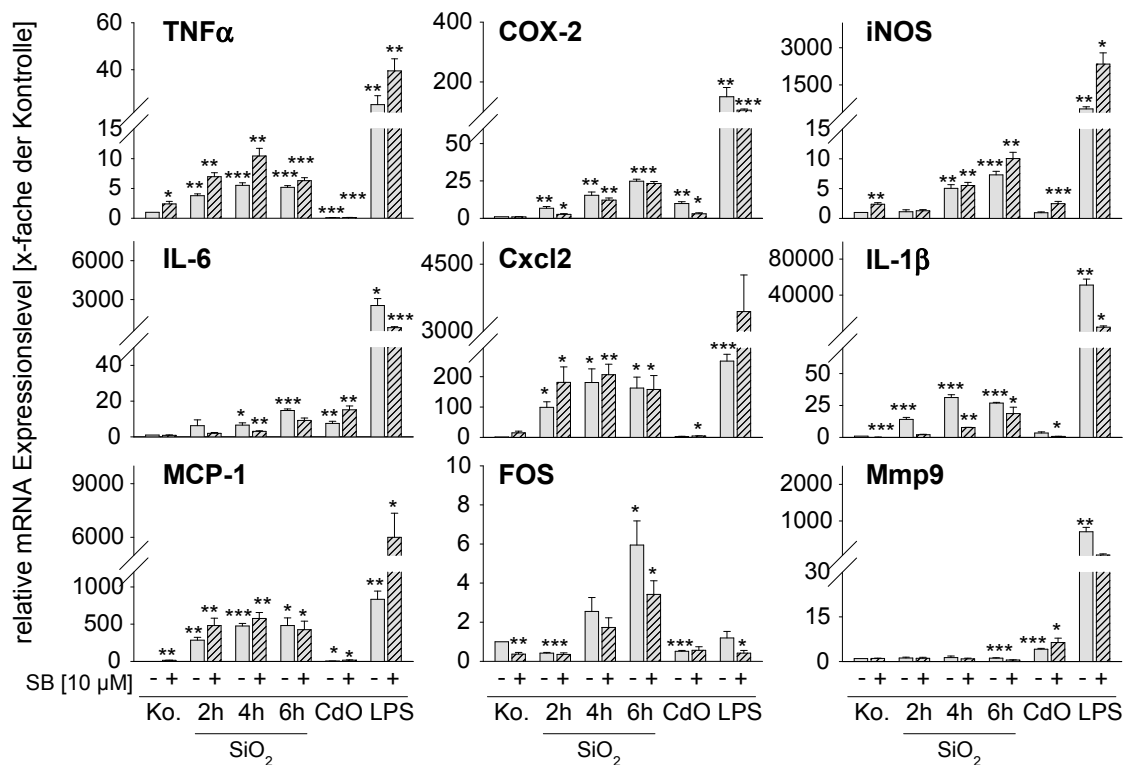 relative mRNA Expressionslevel [x-fache der Kontrolle]
TNFα
60
40
15
10
5
0
* ** ** *** ** *** *** *** *** ** **
COX-2
400
200
50
25
0
** * ** ** *** ** * ** ***
iNOS
3000
1500
15
10
5
0
** ** ** *** ** *** ** *
IL-6
6000
3000
40
20
0
* ** *** ** ** * ***
Cxcl2
4500
3000
200
100
0
* * * ** * * * ***
IL-1β
80000
40000
50
25
0
*** *** *** ** *** * * ** *
MCP-1
9000
6000
1000
500
0
** ** ** *** ** * * * * ** *
FOS
10
8
6
4
2
0
** *** * * *** *
Mmp9
2000
1000
30
15
0
*** *** * **
SB [10 µM] - + - + - + - + - + - +
Ko. 2h 4h 6h CdO LPS
SiO2
- + - + - + - + - + - +
Ko. 2h 4h 6h CdO LPS
SiO2
- + - + - + - + - + - +
Ko. 2h 4h 6h CdO LPS
SiO2